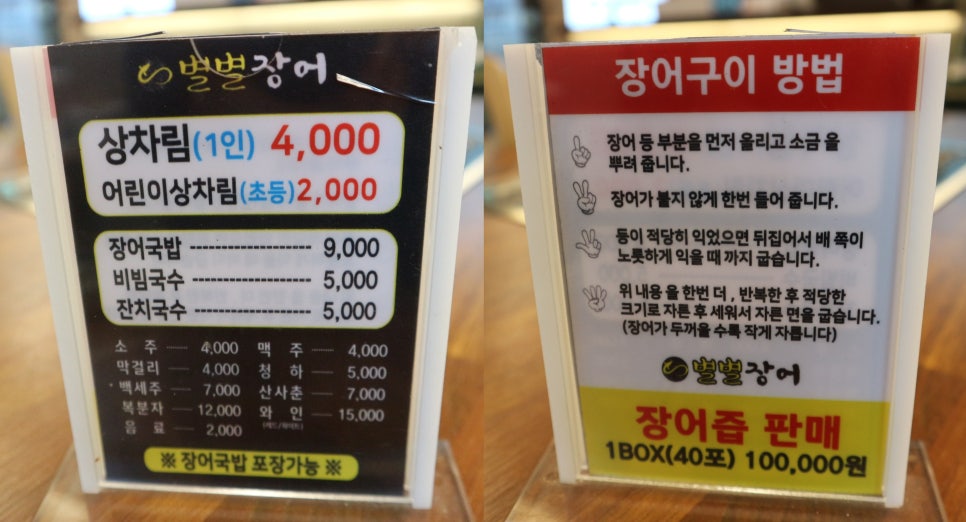 별별장어
상차림(1인) 4,000
어린이상차림(초등)2,000
장어국밥 -------------------- 9,000
비빔국수 -------------------- 5,000
잔치국수 -------------------- 5,000
소 주 4,000 맥 주 4,000
막걸리 4,000 청 하 5,000
백세주 7,000 산사춘 7,000
복분자 12,000 와 인 15,000
음 료 2,000 (레드/화이트)
※ 장어국밥 포장가능 ※
장어구이 방법
장어 등 부분을 먼저 올리고 소금 을
뿌려 줍니다.
장어가 붙지 않게 한번 들어 줍니다.
등이 적당히 익었으면 뒤집어서 배 쪽이
노릇하게 익을 때 까지 굽습니다.
위 내용 을 한번 더 , 반복한 후 적당한
크기로 자른 후 세워서 자른 면을 굽습니다.
(장어가 두꺼울 수록 작게 자릅니다)
별별장어
장어즙 판매
1BOX(40포) 100,000원